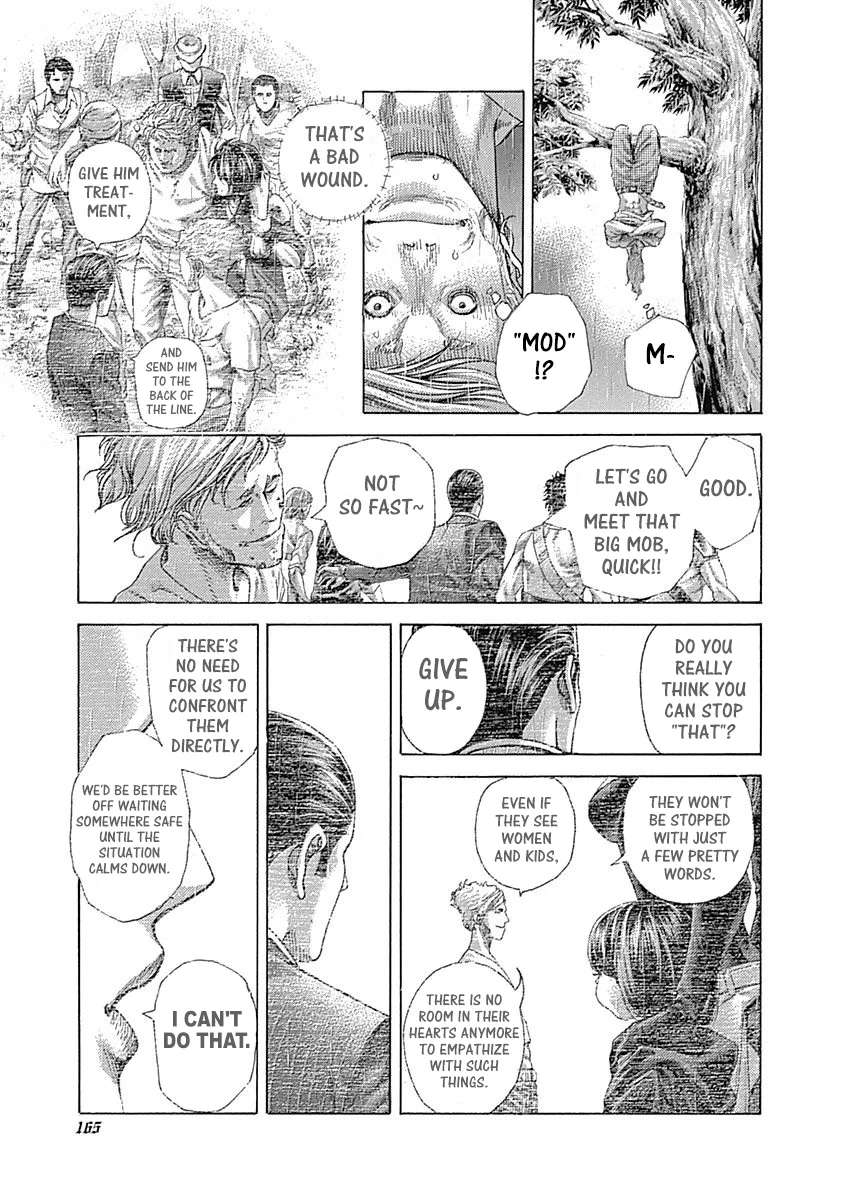 M-
"MOD"
!?
THAT'S
A BAD
WOUND.
GIVE HIM
TREAT-
MENT,
AND
SEND HIM
TO THE
BACK OF
THE LINE.
GOOD.
LET'S GO
AND
MEET THAT
BIG MOB,
QUICK!!
NOT
SO FAST~
DO YOU
REALLY
THINK YOU
CAN STOP
"THAT"?
GIVE
UP.
THEY WON'T
BE STOPPED
WITH JUST
A FEW PRETTY
WORDS.
EVEN IF
THEY SEE
WOMEN
AND KIDS,
THERE IS NO
ROOM IN THEIR
HEARTS ANYMORE
TO EMPATHIZE
WITH SUCH
THINGS.
THERE'S
NO NEED
FOR US TO
CONFRONT
THEM
DIRECTLY.
WE'D BE BETTER
OFF WAITING
SOMEWHERE SAFE
UNTIL THE
SITUATION
CALMS DOWN.
I CAN'T
DO THAT.
165